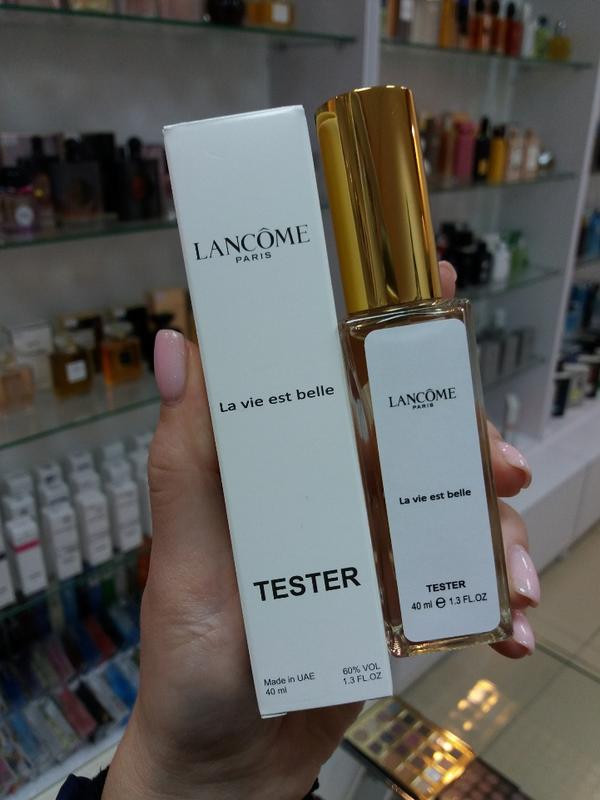 LANCÔME
PARIS
La vie est belle
TESTER
Made in UAE
40 ml
60% VOL
1.3 FL.OZ
LANCÔME
PARIS
La vie est belle
TESTER
40 ml ℮ 1.3 FL.OZ